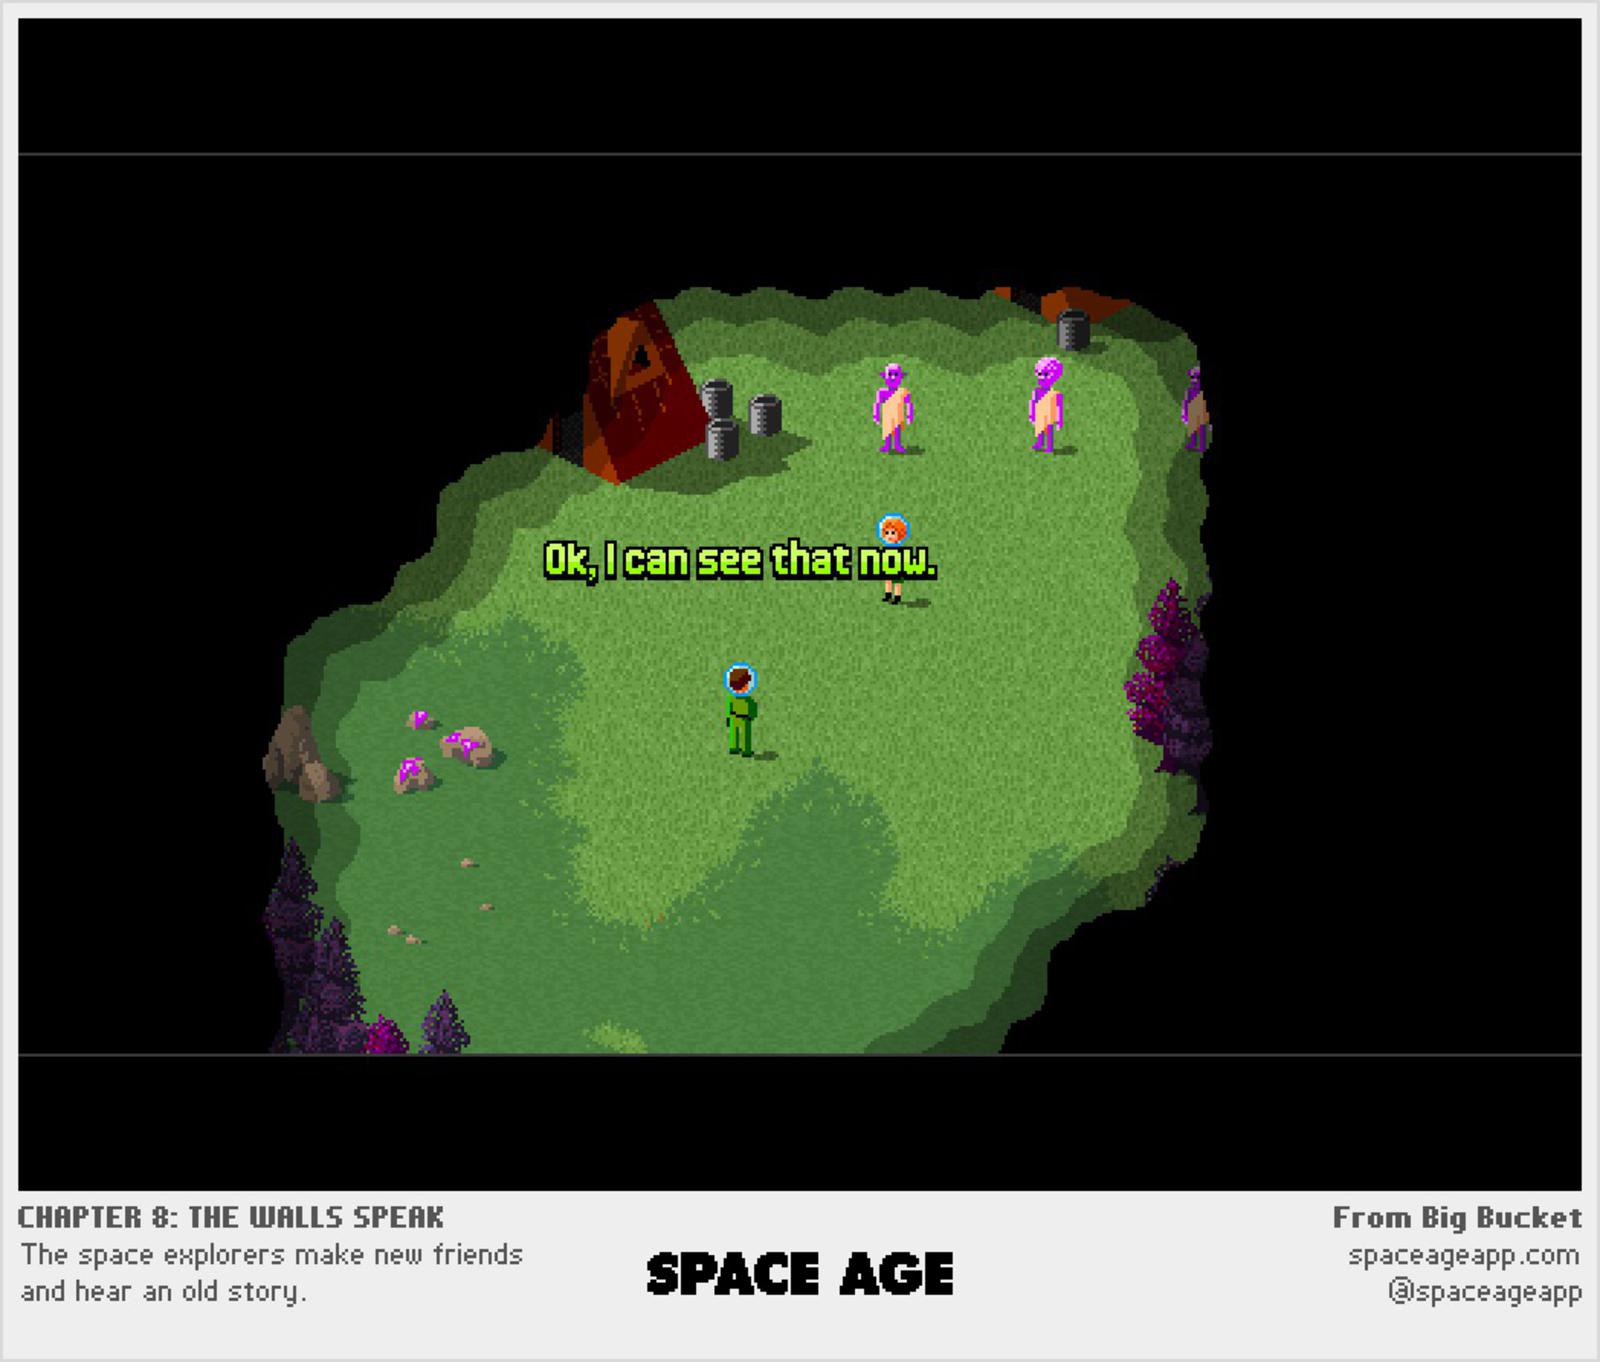 Ok, I can see that now.
CHAPTER 8: THE WALLS SPEAK
The space explorers make new friends
and hear an old story.
SPACE AGE
From Big Bucket
spaceageapp.com
@spaceageapp